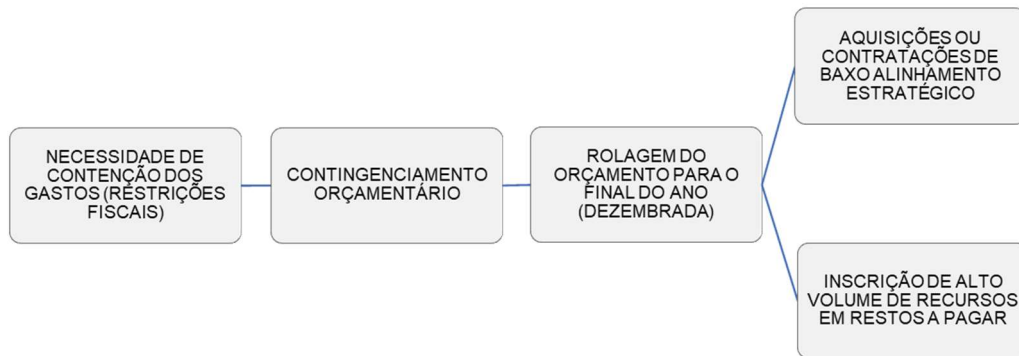 NECESSIDADE DE
CONTENÇÃO DOS
GASTOS (RESTRIÇÕES
FISCAIS)
CONTINGENCIAMENTO
ORÇAMENTÁRIO
ROLAGEM DO
ORÇAMENTO PARA O
FINAL DO ANO
(DEZEMBRADA)
AQUISIÇÕES OU
CONTRATAÇÕES DE
BAXO ALINHAMENTO
ESTRATÉGICO
INSCRIÇÃO DE ALTO
VOLUME DE RECURSOS
EM RESTOS A PAGAR